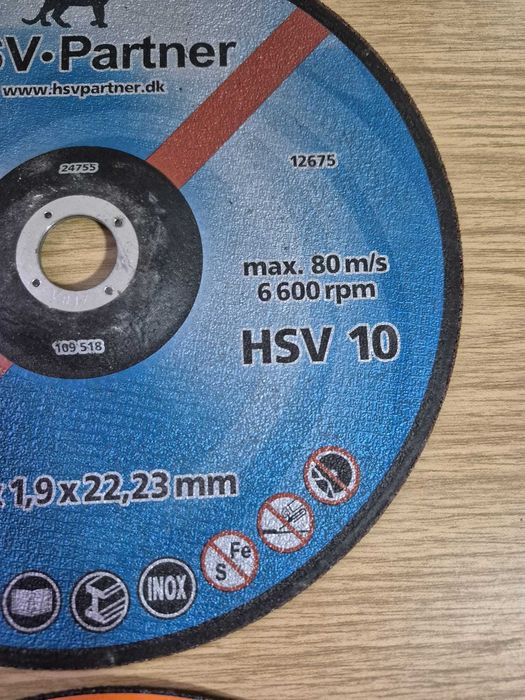 SV·Partner
www.hsvpartner.dk
24755
12675
max. 80 m/s
6 600 rpm
109 518
HSV 10
x 1,9 x 22,23 mm
Fe
S
INOX